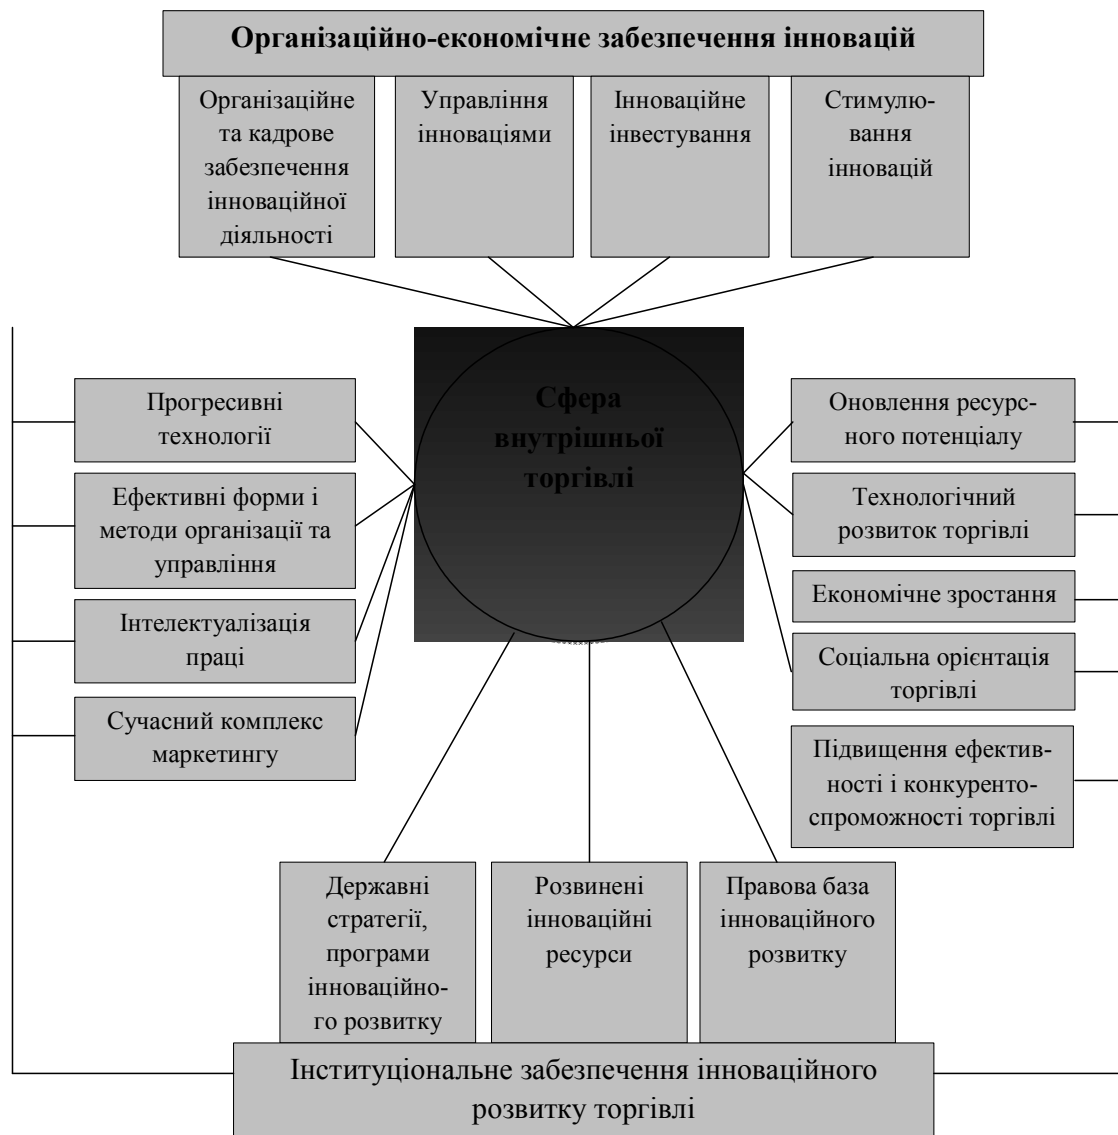 Організаційно-економічне забезпечення інновацій
Організаційне
та кадрове
забезпечення
інноваційної
діяльності
Управління
інноваціями
Інноваційне
інвестування
Стимулю-
вання
інновацій
Сфера
внутрішньої
торгівлі
Прогресивні
технології
Ефективні форми і
методи організації та
управління
Інтелектуалізація
праці
Сучасний комплекс
маркетингу
Оновлення ресурс-
ного потенціалу
Технологічний
розвиток торгівлі
Економічне зростання
Соціальна орієнтація
торгівлі
Підвищення ефектив-
ності і конкуренто-
спроможності торгівлі
Державні
стратегії,
програми
інноваційно-
го розвитку
Розвинені
інноваційні
ресурси
Правова база
інноваційного
розвитку
Інституціональне забезпечення інноваційного
розвитку торгівлі